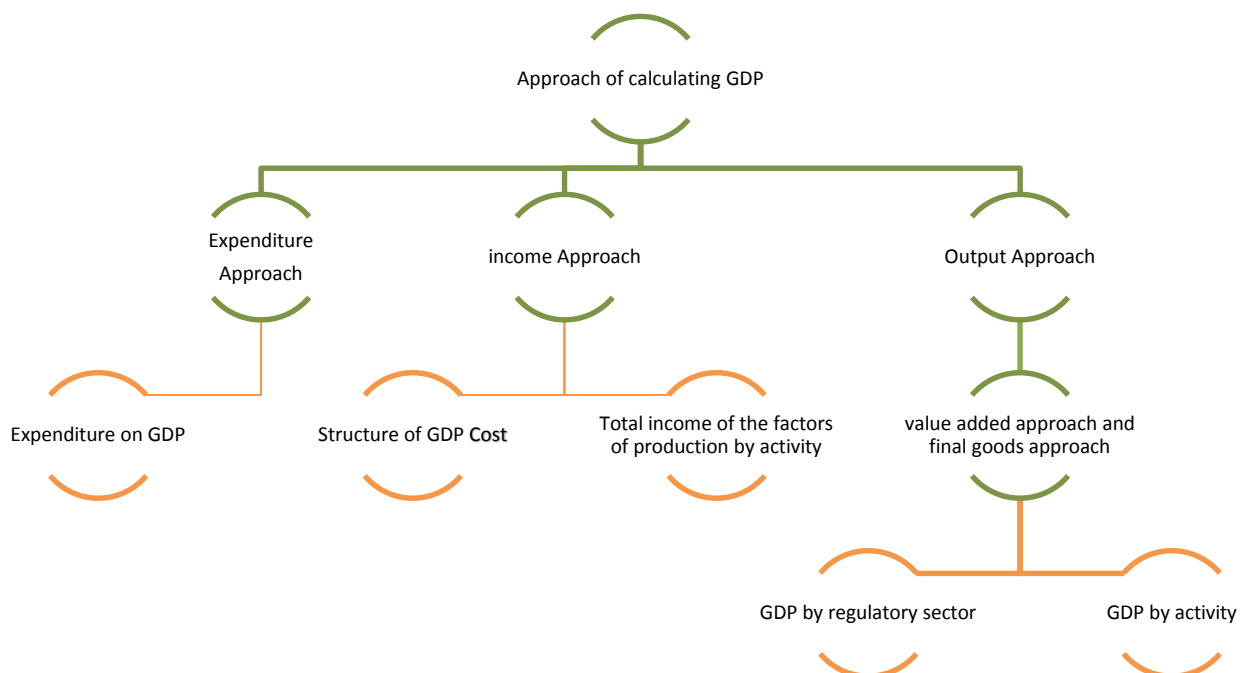 Approach of calculating GDP
Expenditure
Approach
income Approach
Output Approach
Expenditure on GDP
Structure of GDP Cost
Total income of the factors
of production by activity
value added approach and
final goods approach
GDP by regulatory sector
GDP by activity